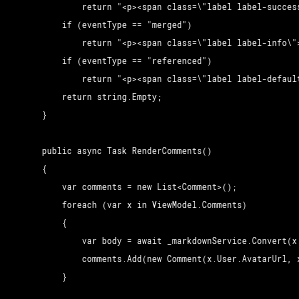 return "<p><span class=\"label label-success
if (eventType == "merged")
return "<p><span class=\"label label-info\">
if (eventType == "referenced")
return "<p><span class=\"label label-default
return string.Empty;
}
public async Task RenderComments()
{
var comments = new List<Comment>();
foreach (var x in ViewModel.Comments)
{
var body = await _markdownService.Convert(x
comments.Add(new Comment(x.User.AvatarUrl, x
}